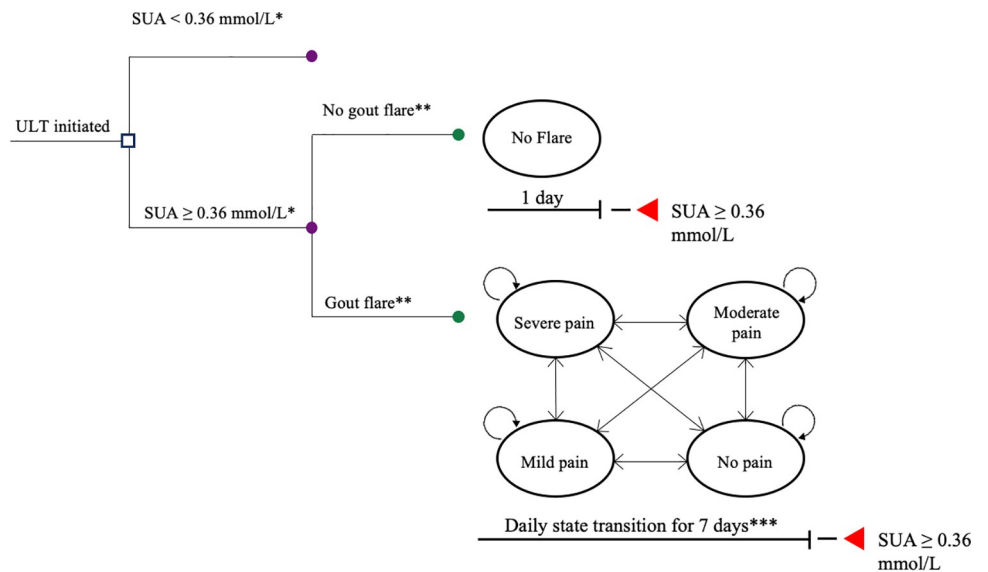 SUA < 0.36 mmol/L*
No gout flare**
ULT initiated
No Flare
1 day
SUA ≥ 0.36 mmol/L*
SUA ≥ 0.36
mmol/L
Gout flare**
Severe pain
Moderate
pain
Mild pain
No pain
Daily state transition for 7 days***
SUA ≥ 0.36
mmol/L